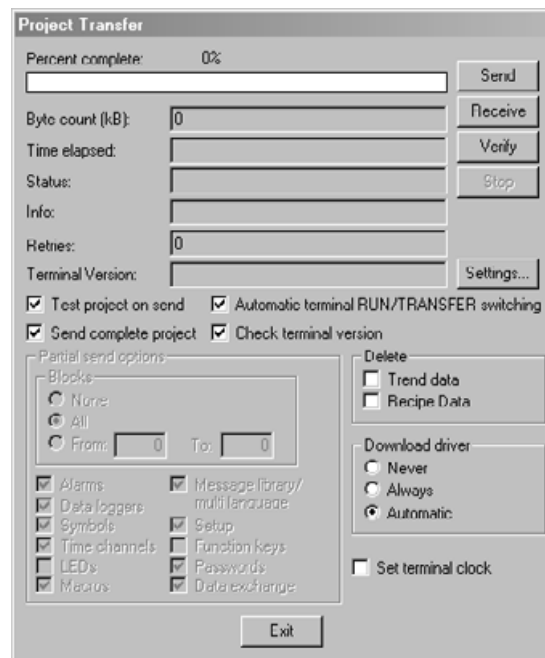 Project Transfer
Percent complete: 0%
Send
Byte count (kB): 0
Receive
Time elapsed:
Verify
Status:
Stop
Info:
Retries: 0
Terminal Version:
Settings...
Test project on send
Automatic terminal RUN/TRANSFER switching
Send complete project
Check terminal version
Partial send options
Blocks
None
All
From: 0 To: 0
Alarms
Data loggers
Symbols
Time channels
LEDs
Macros
Message library/
multi language
Setup
Function keys
Passwords
Data exchange
Delete
Trend data
Recipe Data
Download driver
Never
Always
Automatic
Set terminal clock
Exit